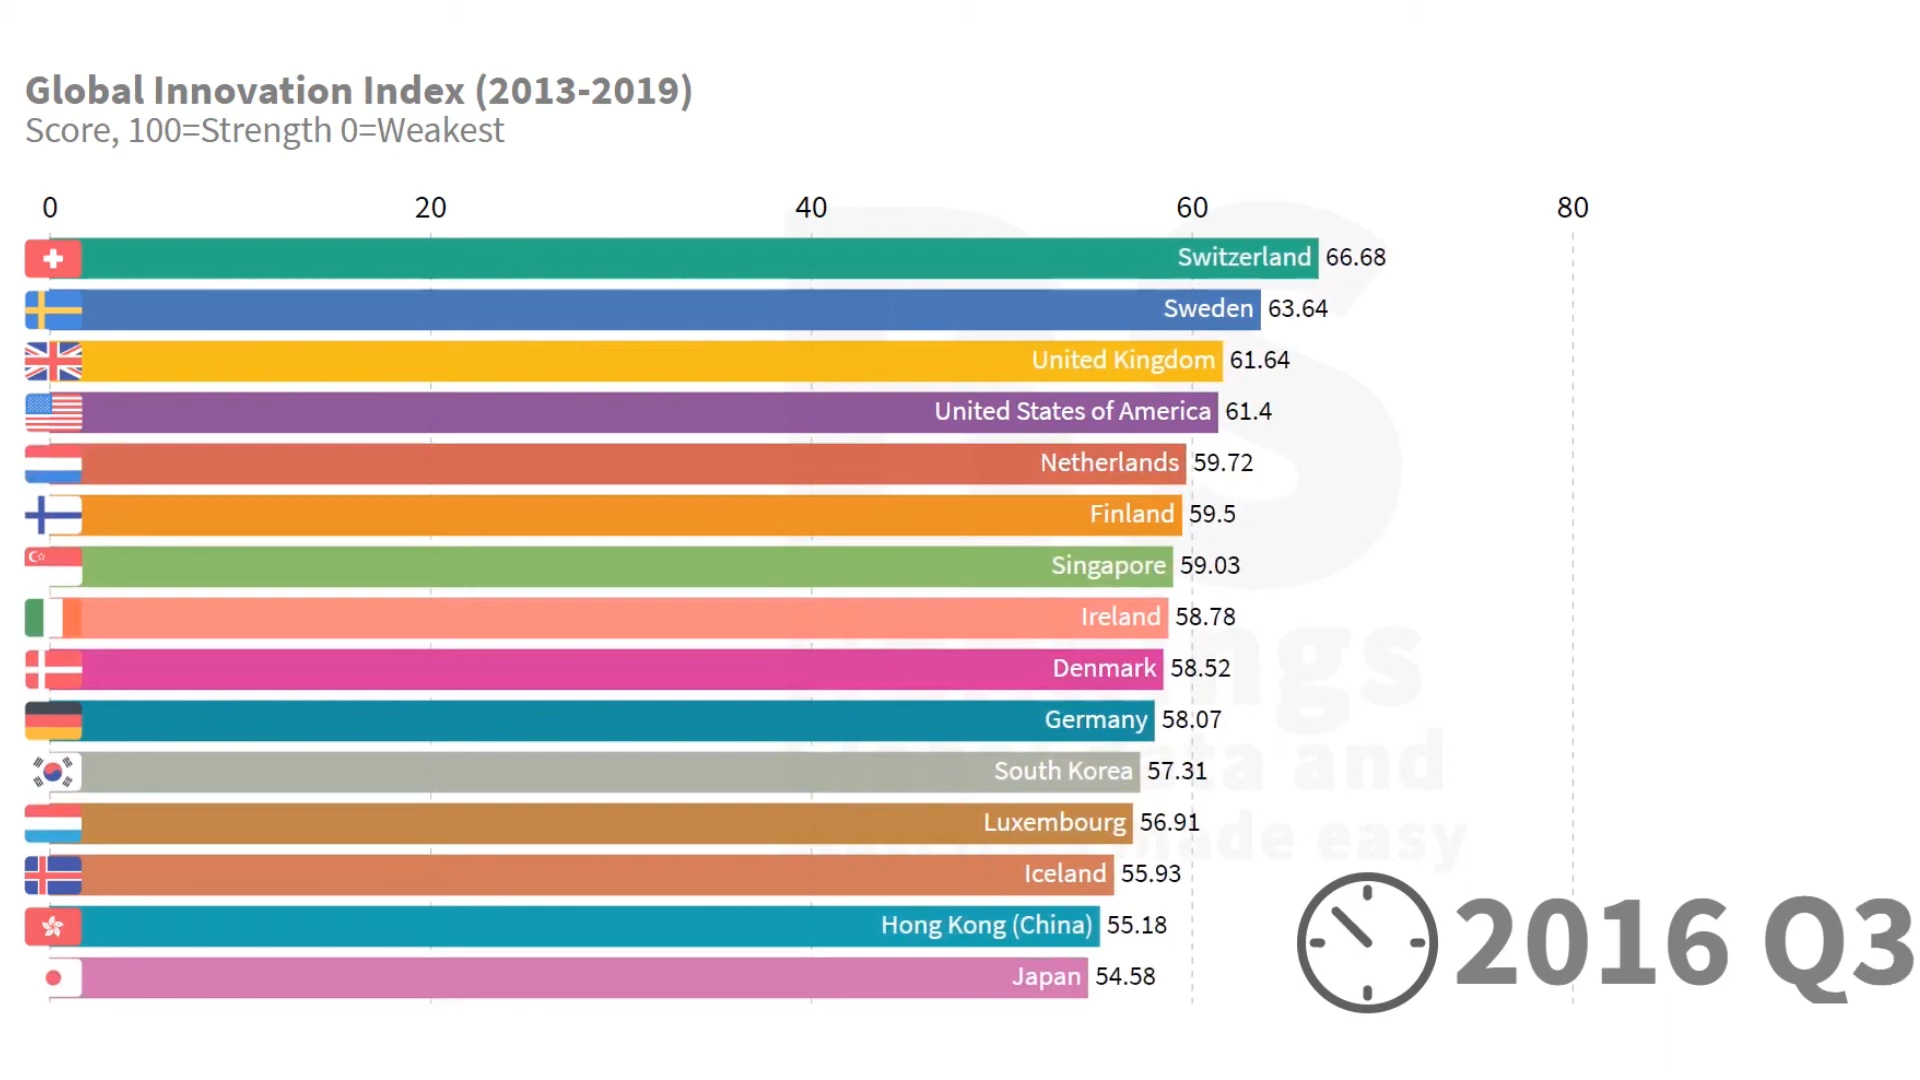 Global Innovation Index (2013-2019)
Score, 100=Strength 0=Weakest
0 20 40 60 80
Switzerland 66.68
Sweden 63.64
United Kingdom 61.64
United States of America 61.4
Netherlands 59.72
Finland 59.5
Singapore 59.03
Ireland 58.78
Denmark 58.52
Germany 58.07
South Korea 57.31
Luxembourg 56.91
Iceland 55.93
Hong Kong (China) 55.18
Japan 54.58
2016 Q3
and
made easy